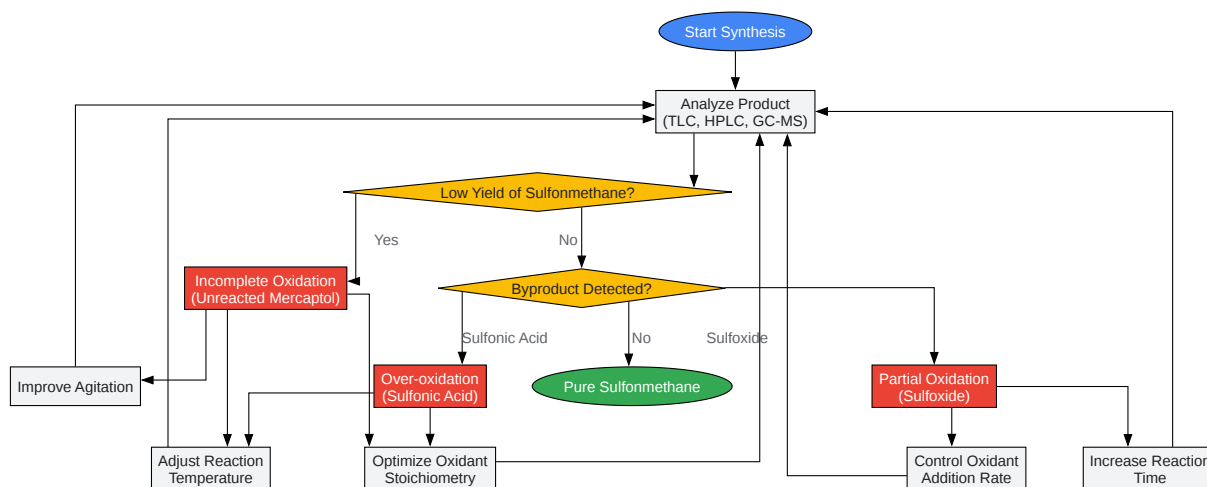 Start Synthesis
Analyze Product
(TLC, HPLC, GC-MS)
Low Yield of Sulfonmethane?
Yes
No
Incomplete Oxidation
(Unreacted Mercaptol)
Byproduct Detected?
Sulfonic Acid
No
Sulfoxide
Improve Agitation
Over-oxidation
(Sulfonic Acid)
Pure Sulfonmethane
Partial Oxidation
(Sulfoxide)
Adjust Reaction
Temperature
Optimize Oxidant
Stoichiometry
Control Oxidant
Addition Rate
Increase Reaction
Time